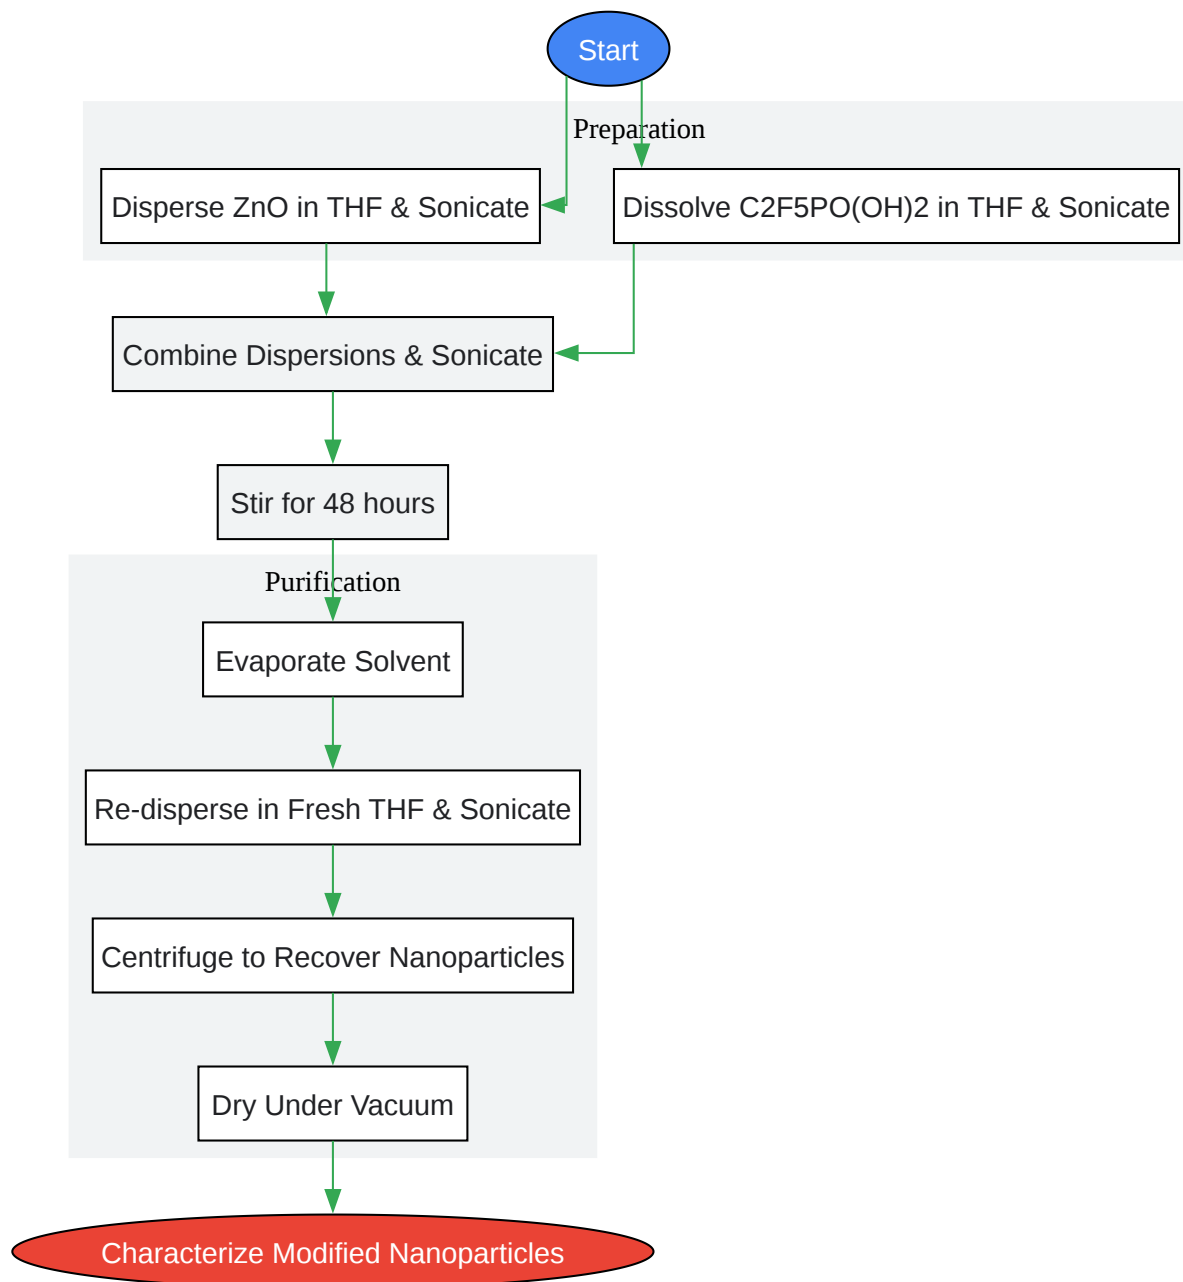 Start
Preparation
Disperse ZnO in THF & Sonicate
Dissolve C2F5PO(OH)2 in THF & Sonicate
Combine Dispersions & Sonicate
Stir for 48 hours
Purification
Evaporate Solvent
Re-disperse in Fresh THF & Sonicate
Centrifuge to Recover Nanoparticles
Dry Under Vacuum
Characterize Modified Nanoparticles